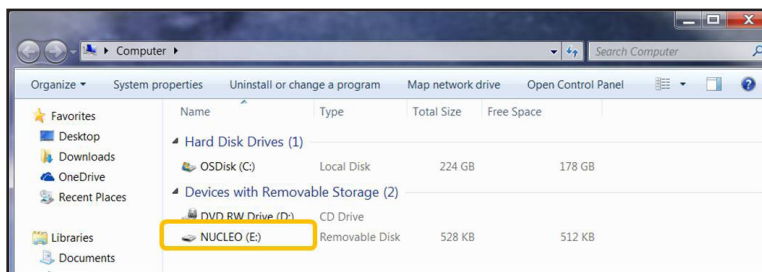 Computer
Search Computer
Organize System properties Uninstall or change a program Map network drive Open Control Panel
Favorites
Desktop
Downloads
OneDrive
Recent Places
Libraries
Documents
Name Type Total Size Free Space
Hard Disk Drives (1)
OSDisk (C:) Local Disk 224 GB 178 GB
Devices with Removable Storage (2)
DVD RW Drive (D:) CD Drive
NUCLEO (E:) Removable Disk 528 KB 512 KB